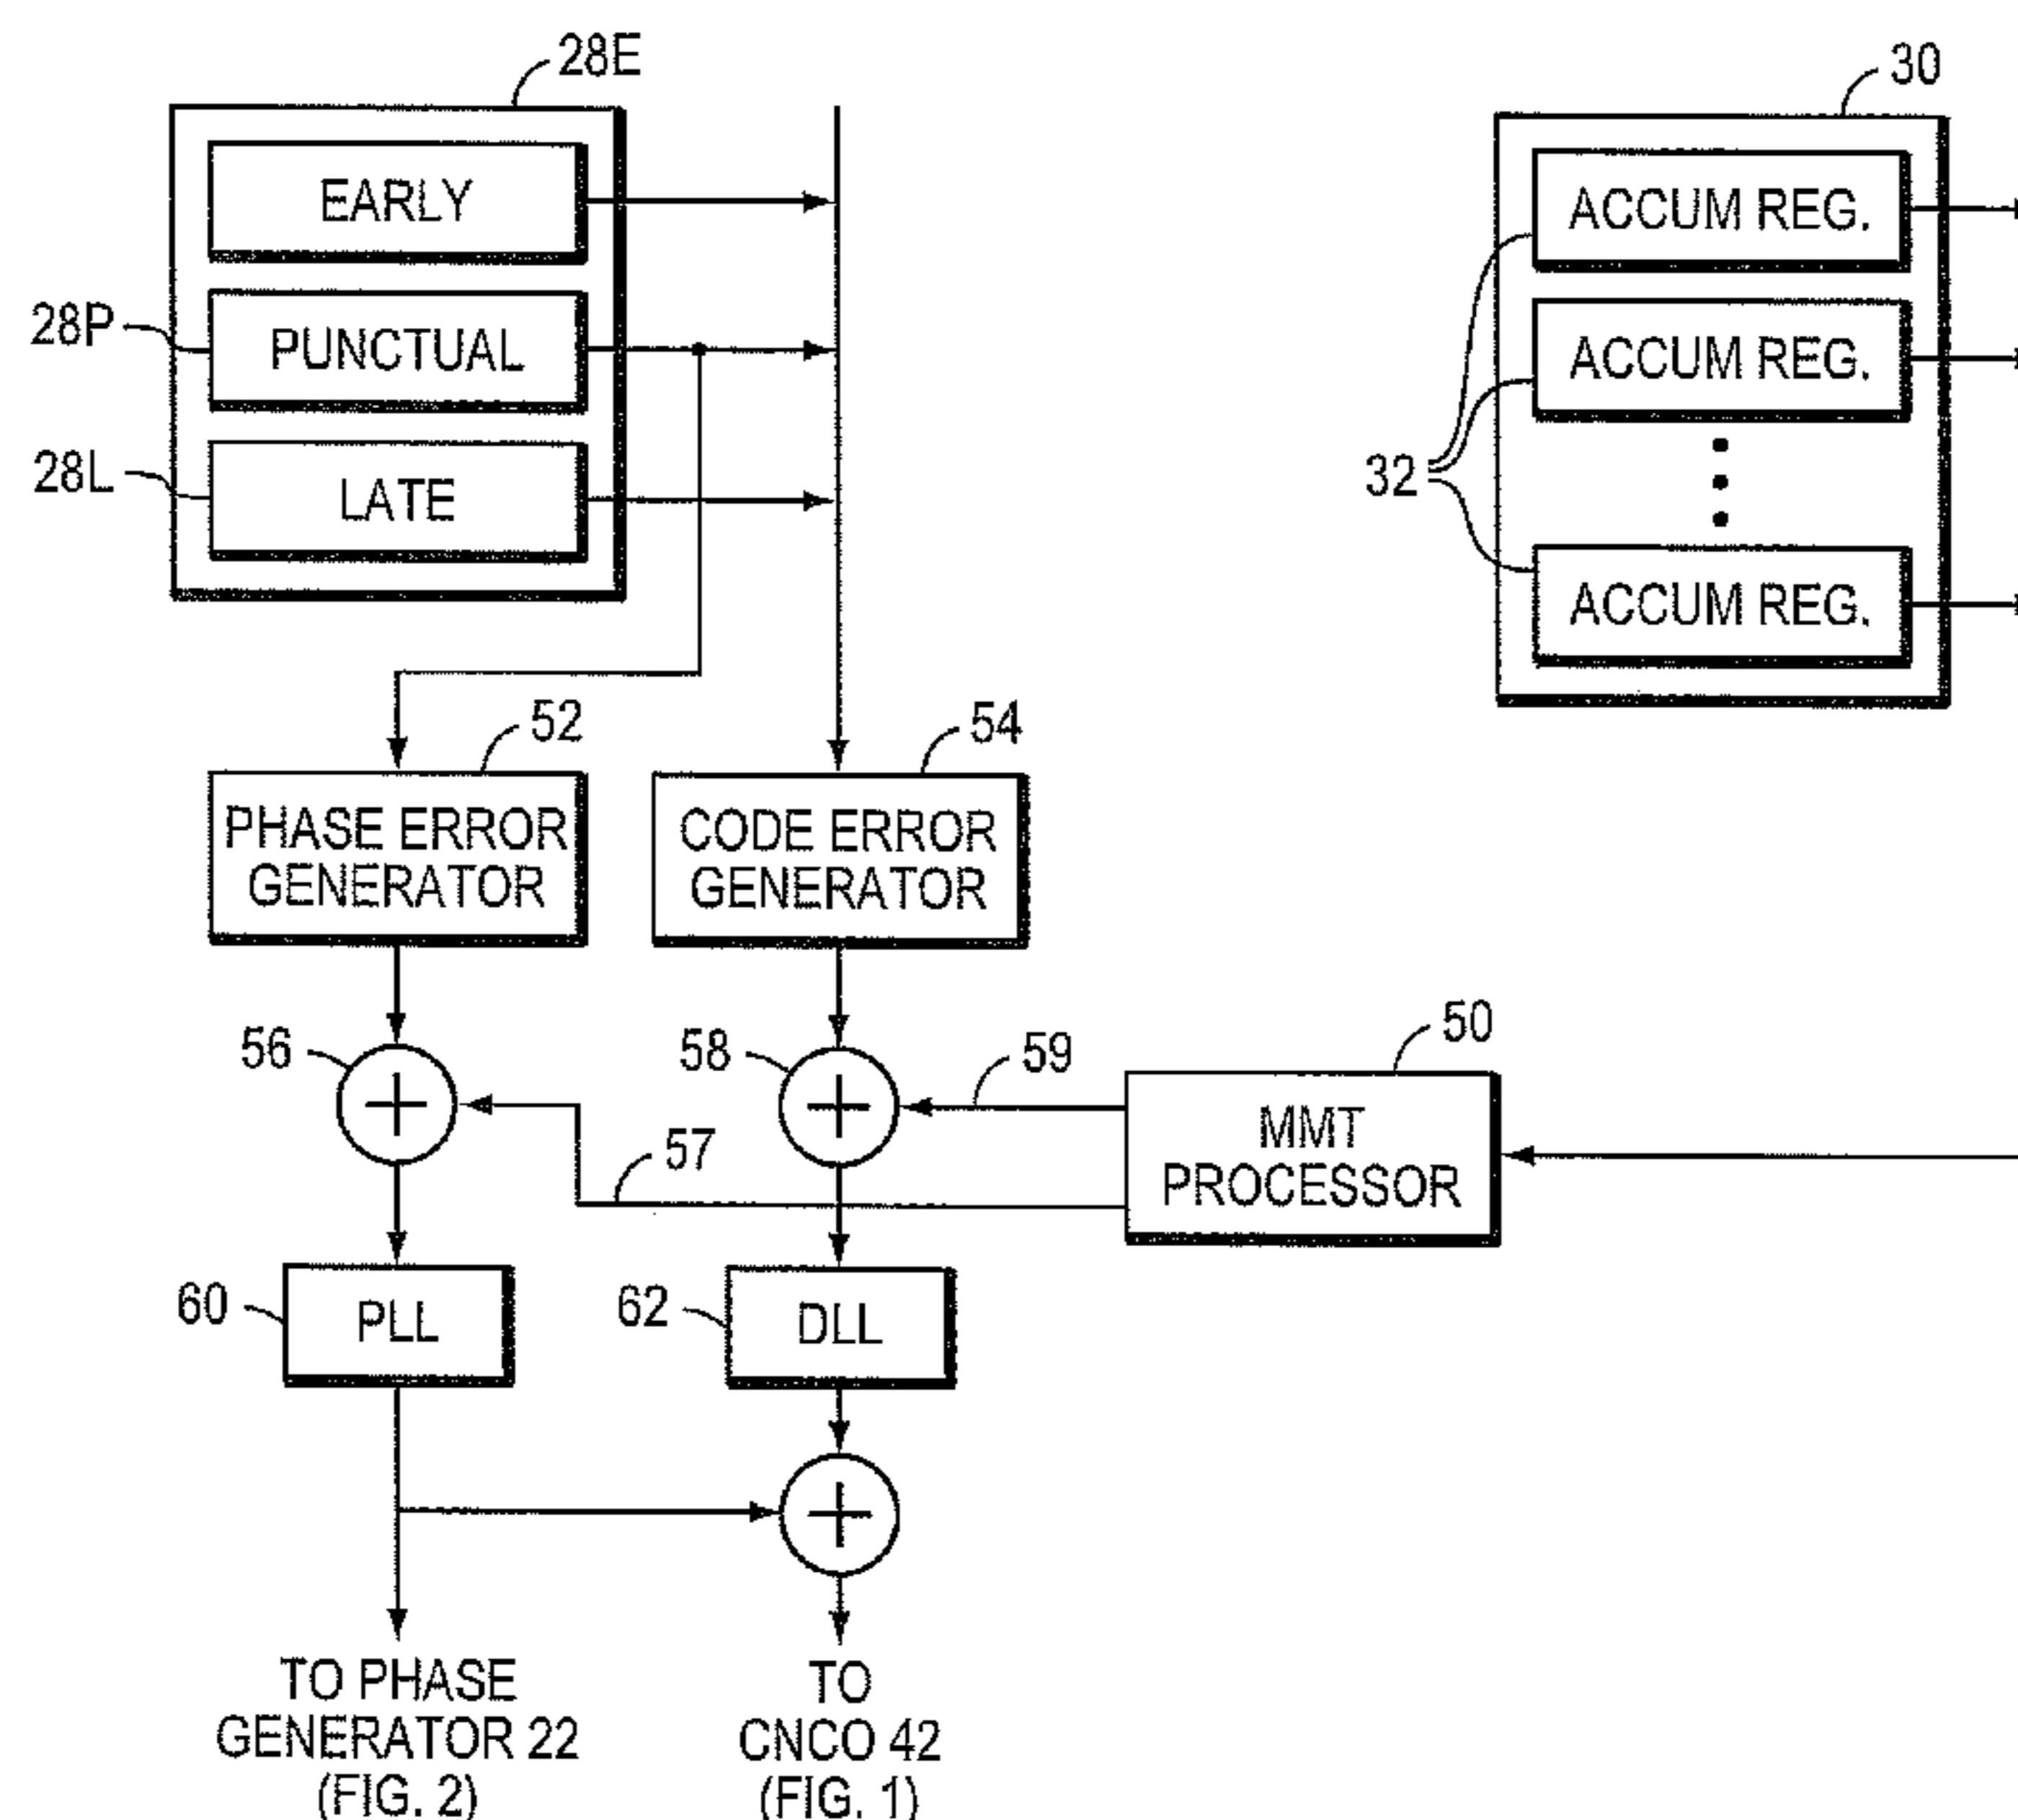 28E
30
EARLY
ACCUM REG.
28P
PUNCTUAL
ACCUM REG.
28L
LATE
32
ACCUM REG.
52
54
PHASE ERROR
GENERATOR
CODE ERROR
GENERATOR
56
58
59
50
57
MMT
PROCESSOR
60
PLL
62
DLL
TO PHASE
GENERATOR 22
(FIG. 2)
TO
CNCO 42
(FIG. 1)